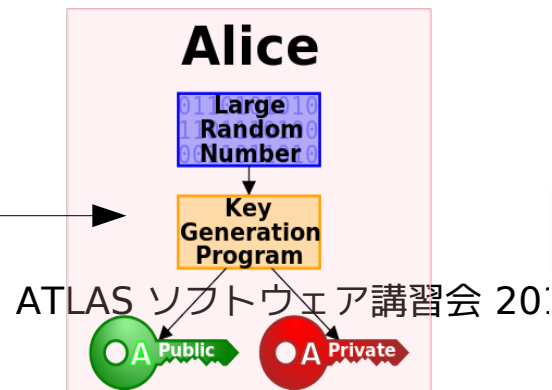 Alice
Large
Random
Number
Key
Generation
Program
ATLAS ソフトウェア講習会 201
A Public
A Private